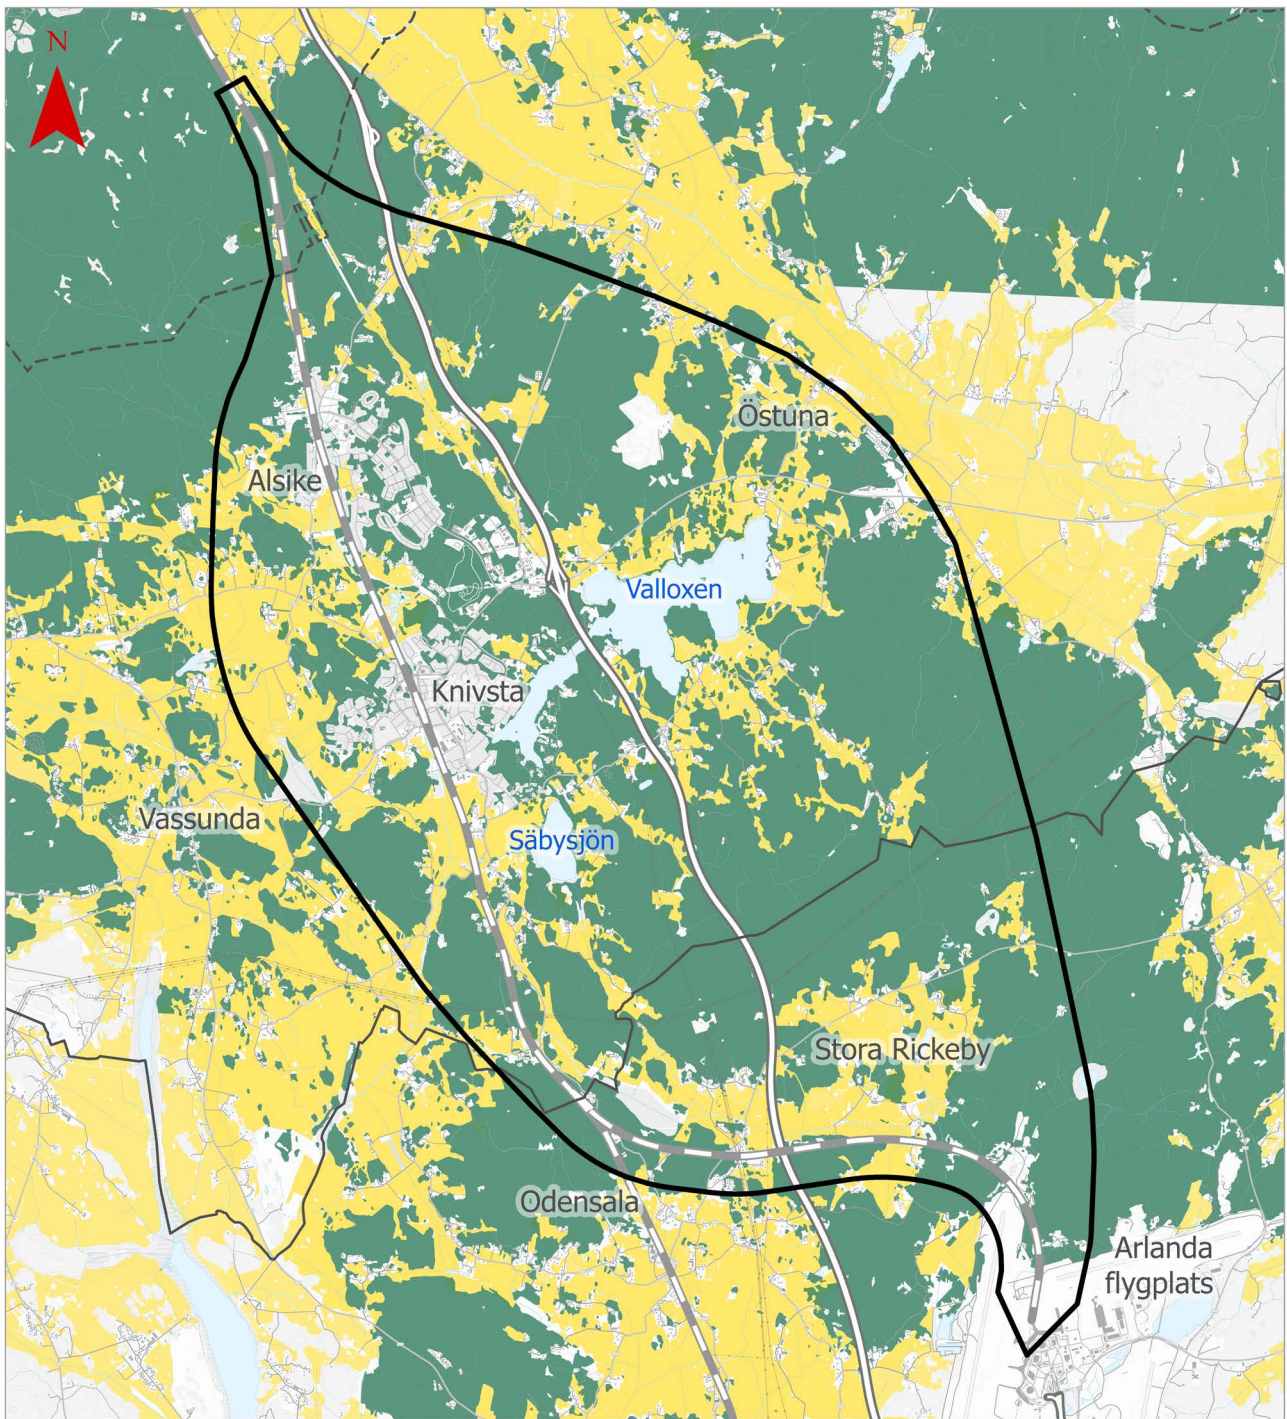 N
Östuna
Alsike
Valloxen
Knivsta
Vassunda
Säbysjön
Stora Rickeby
Odensala
Arlanda
flygplats